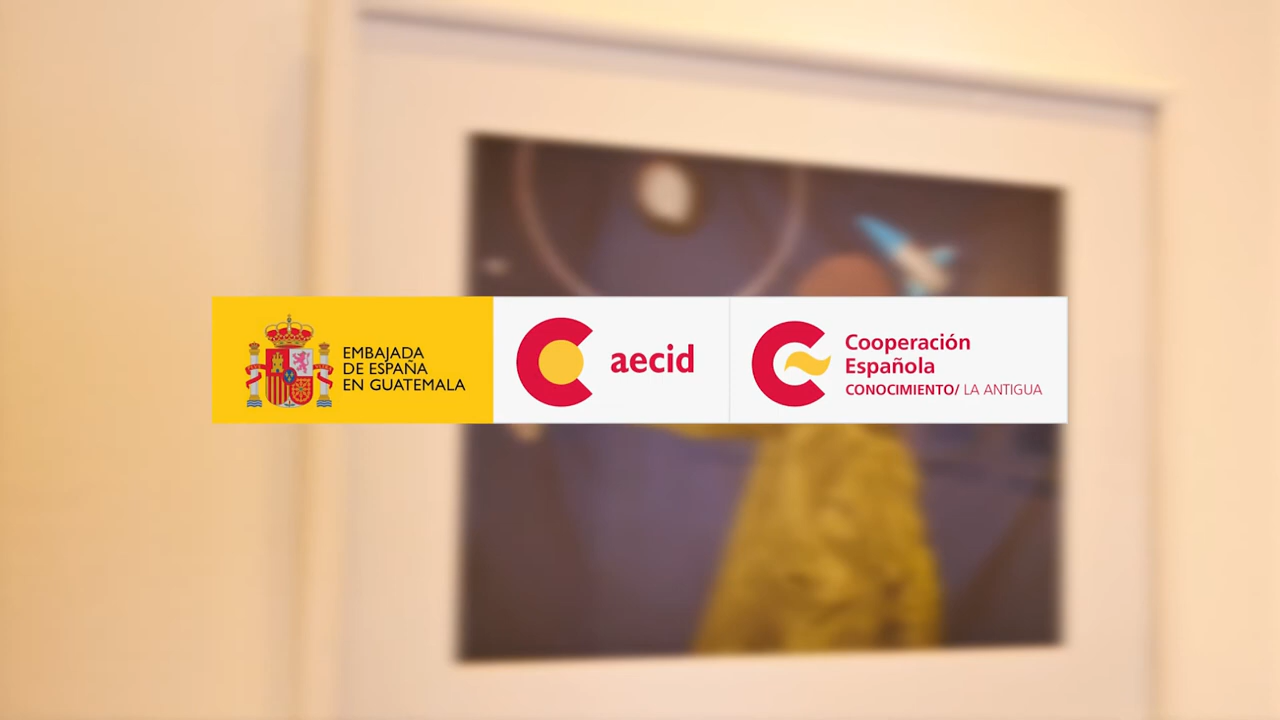 EMBAJADA
DE ESPAÑA
EN GUATEMALA
aecid
Cooperación
Española
CONOCIMIENTO/ LA ANTIGUA